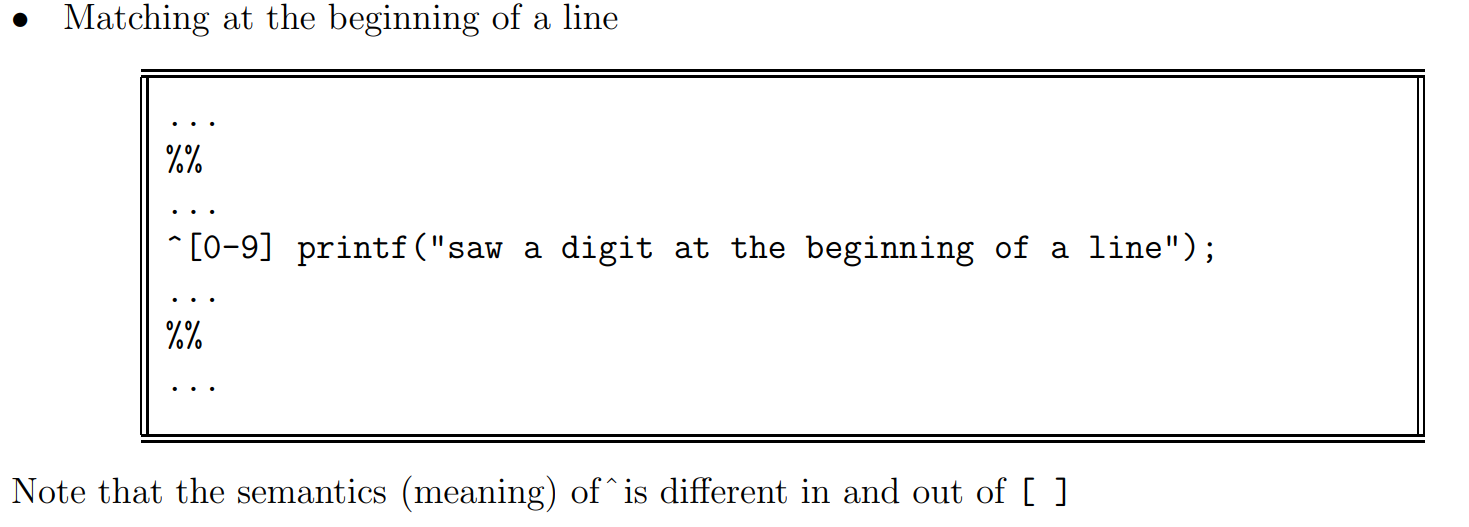 • Matching at the beginning of a line
...
%%
...
^[0-9] printf("saw a digit at the beginning of a line");
...
%%
...
Note that the semantics (meaning) of ^ is different in and out of [ ]